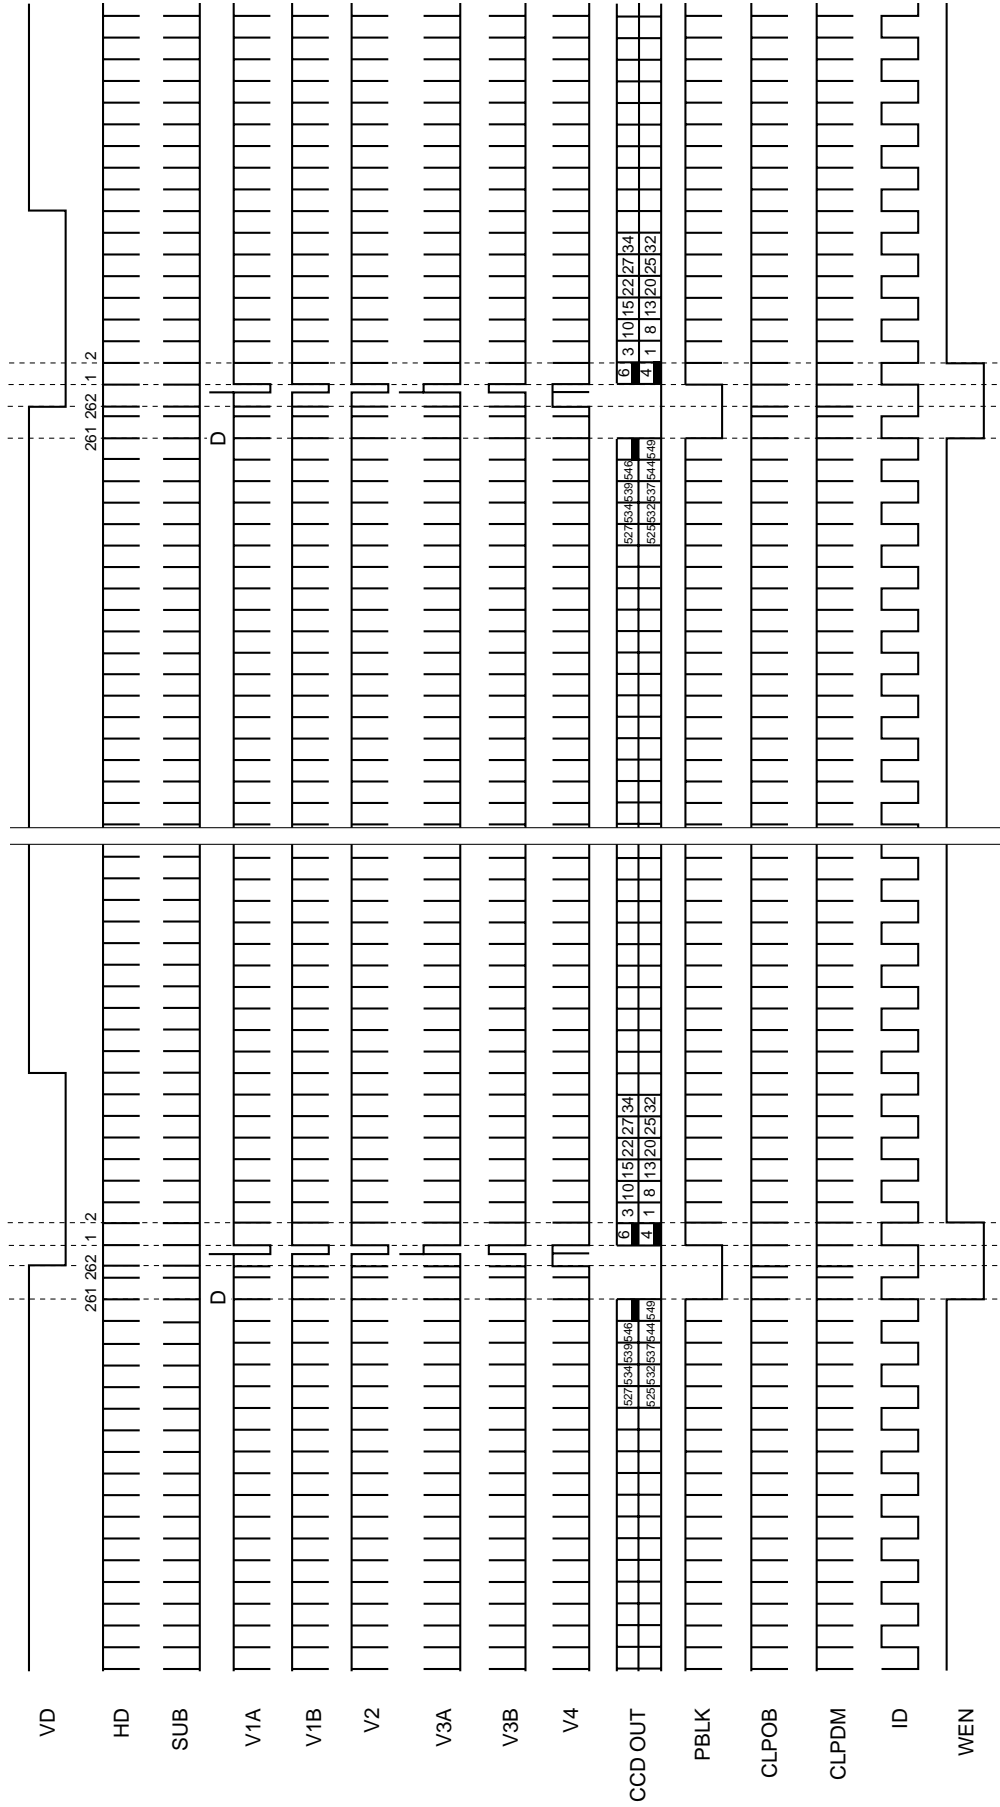 VD
261 262 1 2 261 262 1 2
HD
SUB
D D
V1A
V1B
V2
V3A
V3B
V4
527 534 539 546 6 3 10 15 22 27 34 527 534 539 546 6 3 10 15 22 27 34
CCD OUT
525 532 537 544 549 4 1 8 13 20 25 32 525 532 537 544 549 4 1 8 13 20 25 32
PBLK
CLPOB
CLPDM
ID
WEN